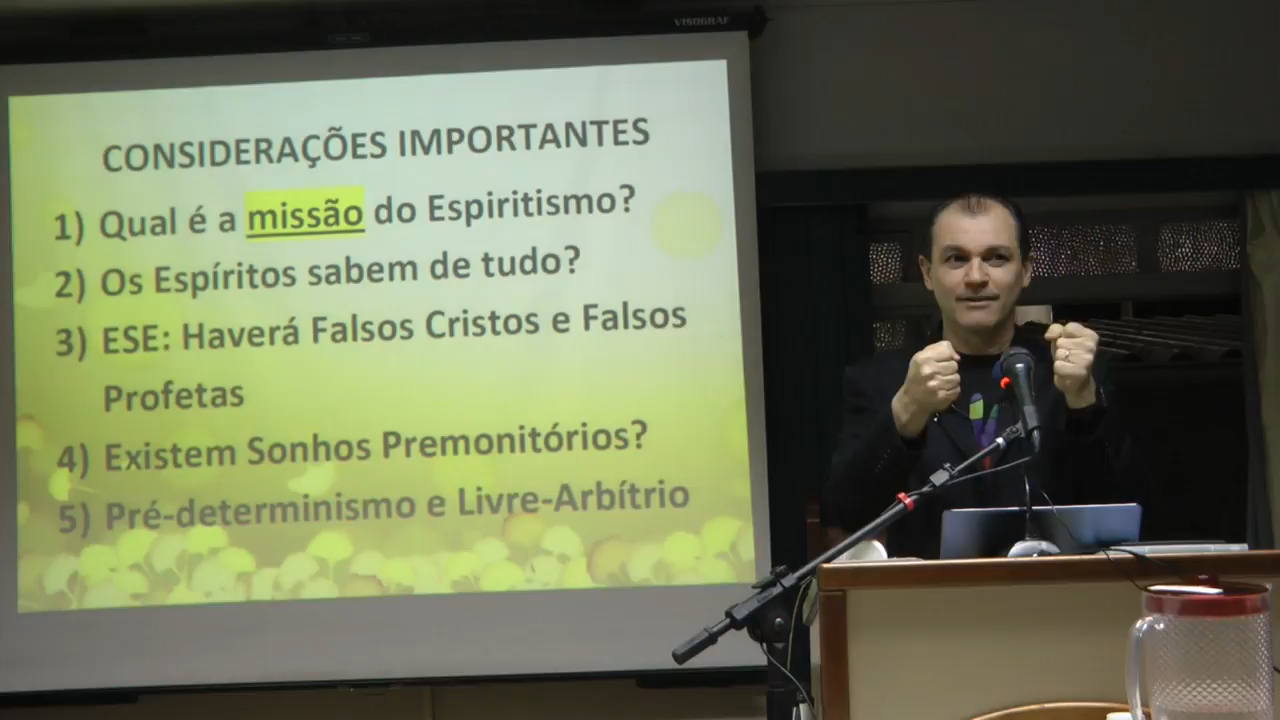 VISOGRAF
CONSIDERAÇÕES IMPORTANTES
1) Qual é a missão do Espiritismo?
2) Os Espíritos sabem de tudo?
3) ESE: Haverá Falsos Cristos e Falsos
Profetas
4) Existem Sonhos Premonitórios?
5) Pré-determinismo e Livre-Arbítrio